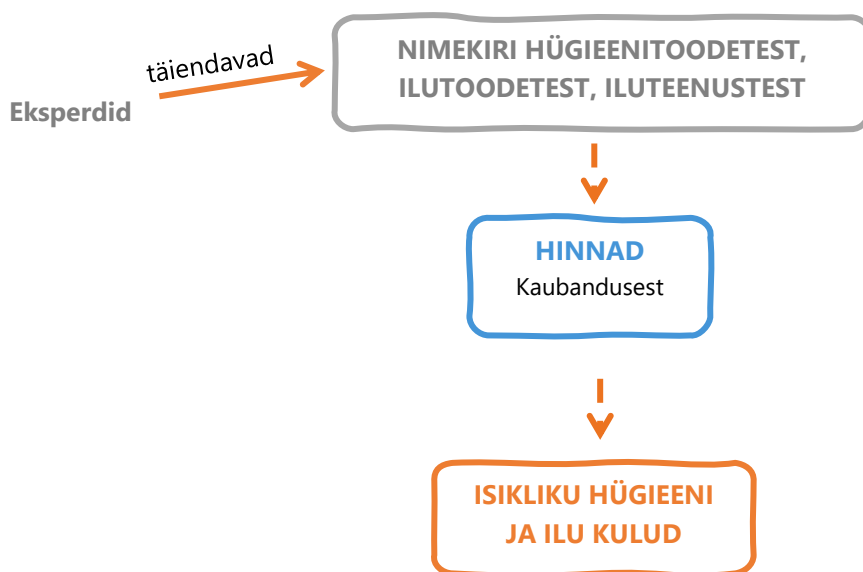 täiendavad
Eksperdid
NIMEKIRI HÜGIEENITOODETEST,
ILUTOODETEST, ILUTEENUSTEST
HINNAD
Kaubandusest
ISIKLIKU HÜGIEENI
JA ILU KULUD